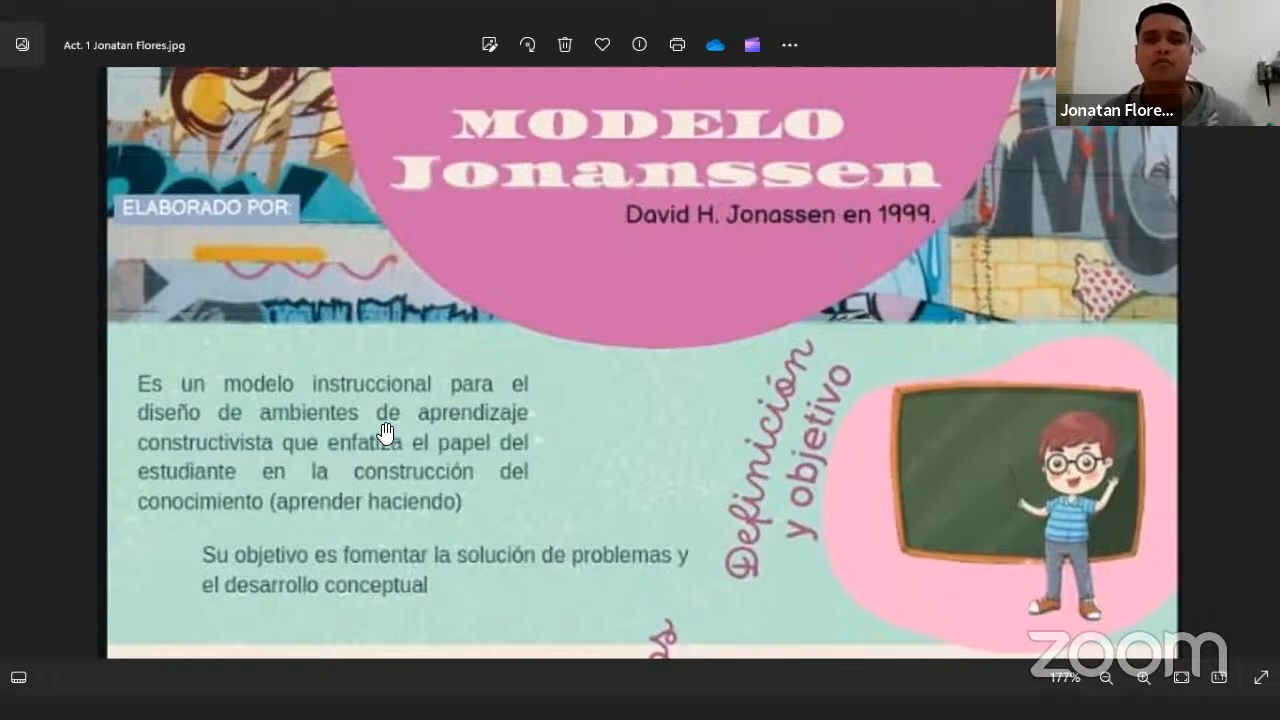 Act. 1 Jonatan Flores.jpg
Jonatan Flore...
MODELO
Jonanssen
ELABORADO POR:
David H. Jonassen en 1999.
Es un modelo instruccional para el
diseño de ambientes de aprendizaje
constructivista que enfatiza el papel del
estudiante en la construcción del
conocimiento (aprender haciendo)
Definición
y objetivo
Su objetivo es fomentar la solución de problemas y
el desarrollo conceptual
zoom
177%